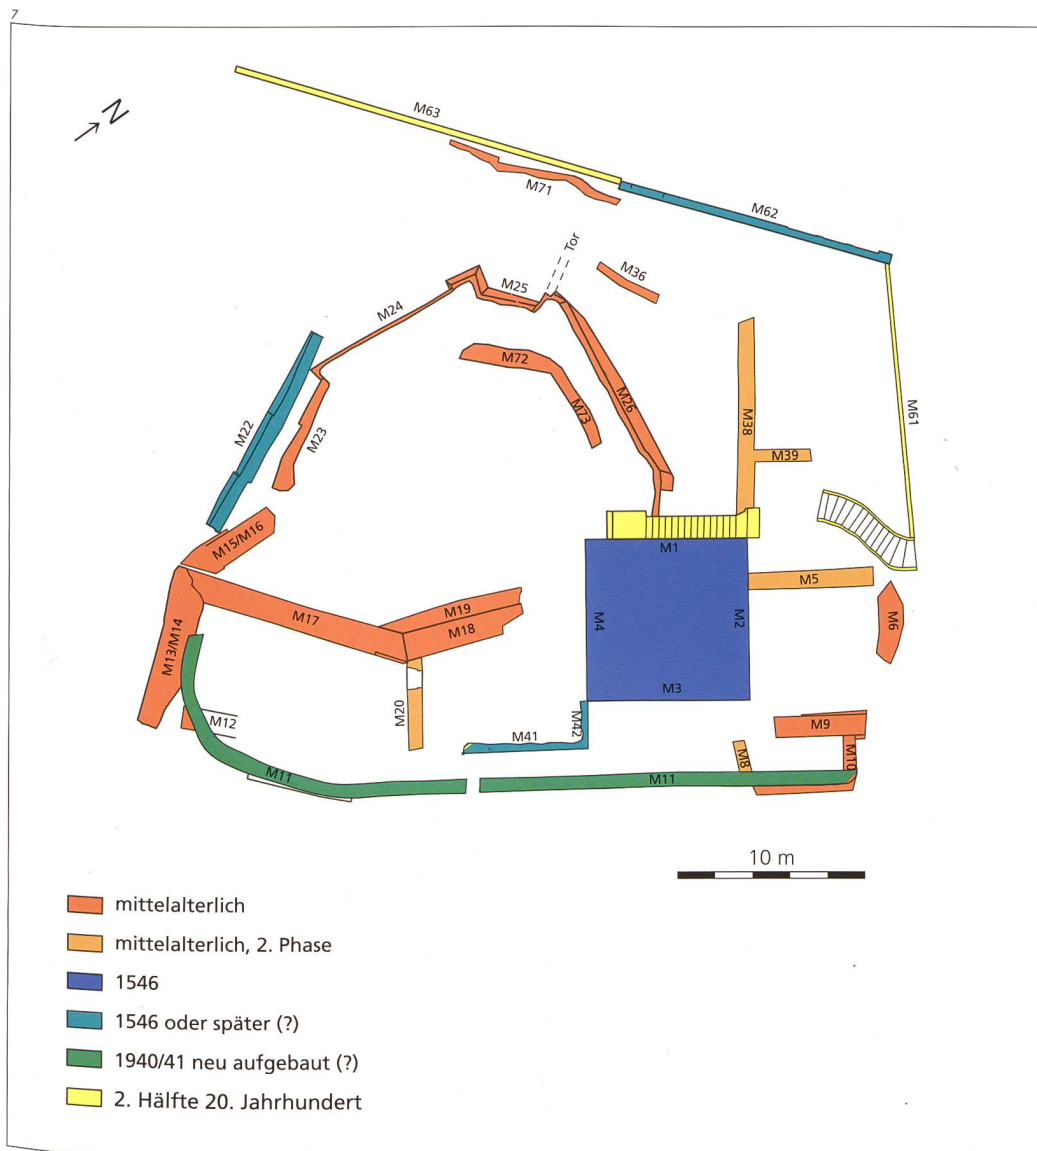 7
N
M63
M71
M62
Tor
M36
M25
M24
M72
M73
M26
M38
M39
M61
M22
M23
M15/M16
M1
M5
M4
M2
M6
M17
M19
M18
M13/M14
M3
M20
M12
M41
M42
M9
M10
M8
M11
M11
10 m
mittelalterlich
mittelalterlich, 2. Phase
1546
1546 oder später (?)
1940/41 neu aufgebaut (?)
2. Hälfte 20. Jahrhundert